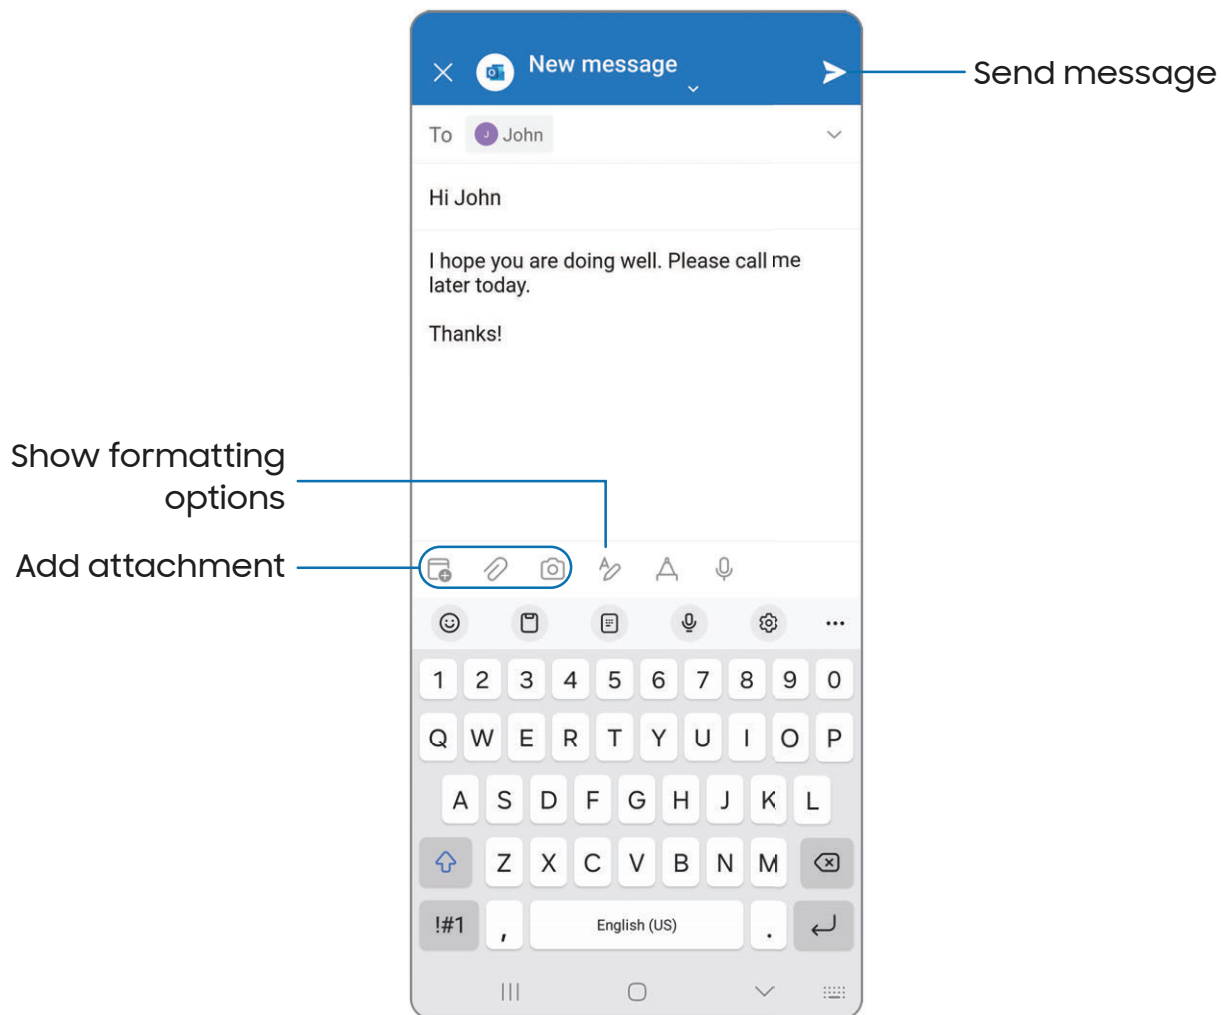 New message
Send message
To
J
John
Hi John
I hope you are doing well. Please call me
later today.
Thanks!
Show formatting
options
Add attachment
1 2 3 4 5 6 7 8 9 0
Q W E R T Y U I O P
A S D F G H J K L
Z X C V B N M
!#1 , English (US) .